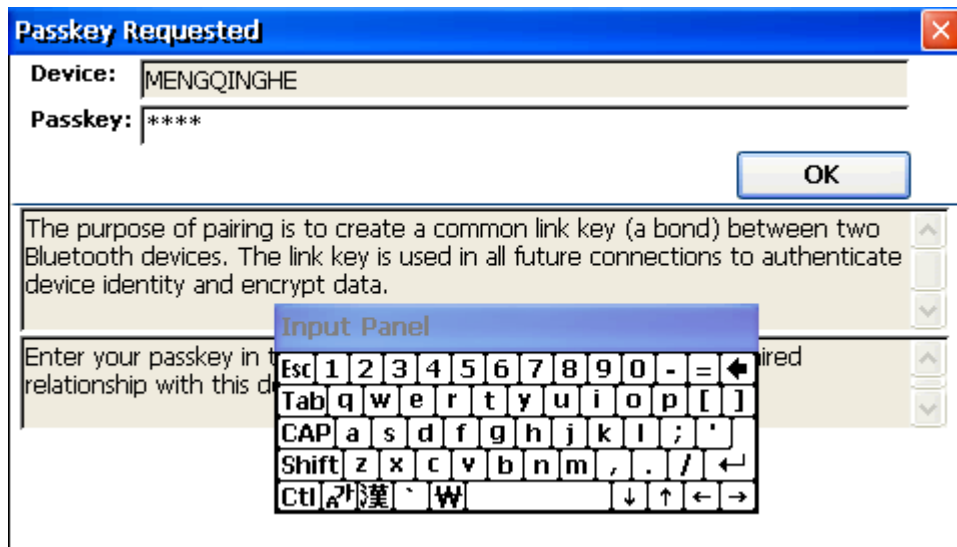 Passkey Requested
Device: MENGQINGHE
Passkey: ****
OK
The purpose of pairing is to create a common link key (a bond) between two
Bluetooth devices. The link key is used in all future connections to authenticate
device identity and encrypt data.
Input Panel
Enter your passkey in
relationship with this
Esc 1 2 3 4 5 6 7 8 9 0 - =
Tab q w e r t y u i o p [ ]
CAP a s d f g h j k l ; '
Shift z x c v b n m , . / ↵
Ctl 가 漢 ` ₩ ↓ ↑ ← →